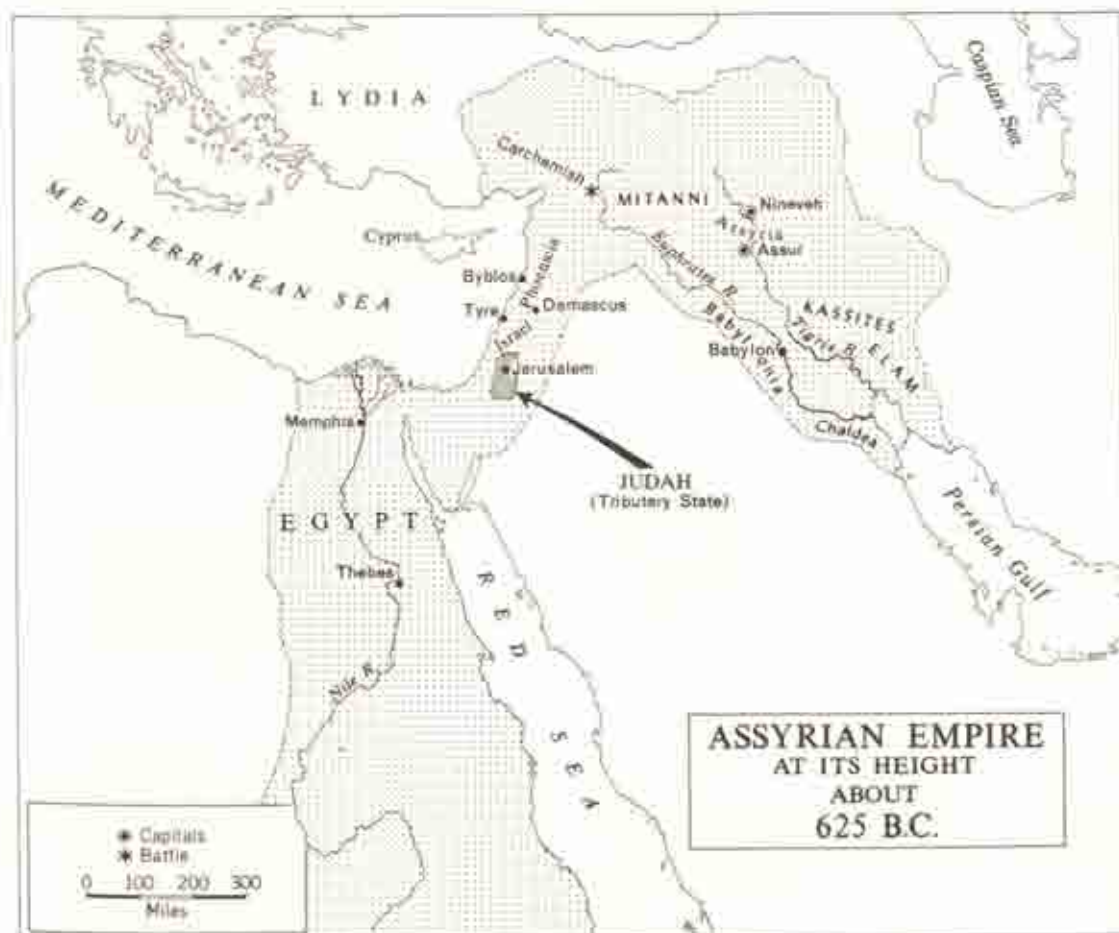 LYDIA
Caspian Sea
Carchemish
MITANNI
Nineveh
Assyria
Assur
MEDITERRANEAN SEA
Cyprus
Phoenicia
Euphrates R.
Byblos
Damascus
Tyre
Israel
Babylonia
KASSITES
Tigris R.
ELAM
Babylon
Jerusalem
Memphis
Chaldea
JUDAH
(Tributery State)
EGYPT
Persian Gulf
Thebes
RED SEA
Nile R.
ASSYRIAN EMPIRE
AT ITS HEIGHT
ABOUT
625 B.C.
Capitals
Battle
0 100 200 300
Miles